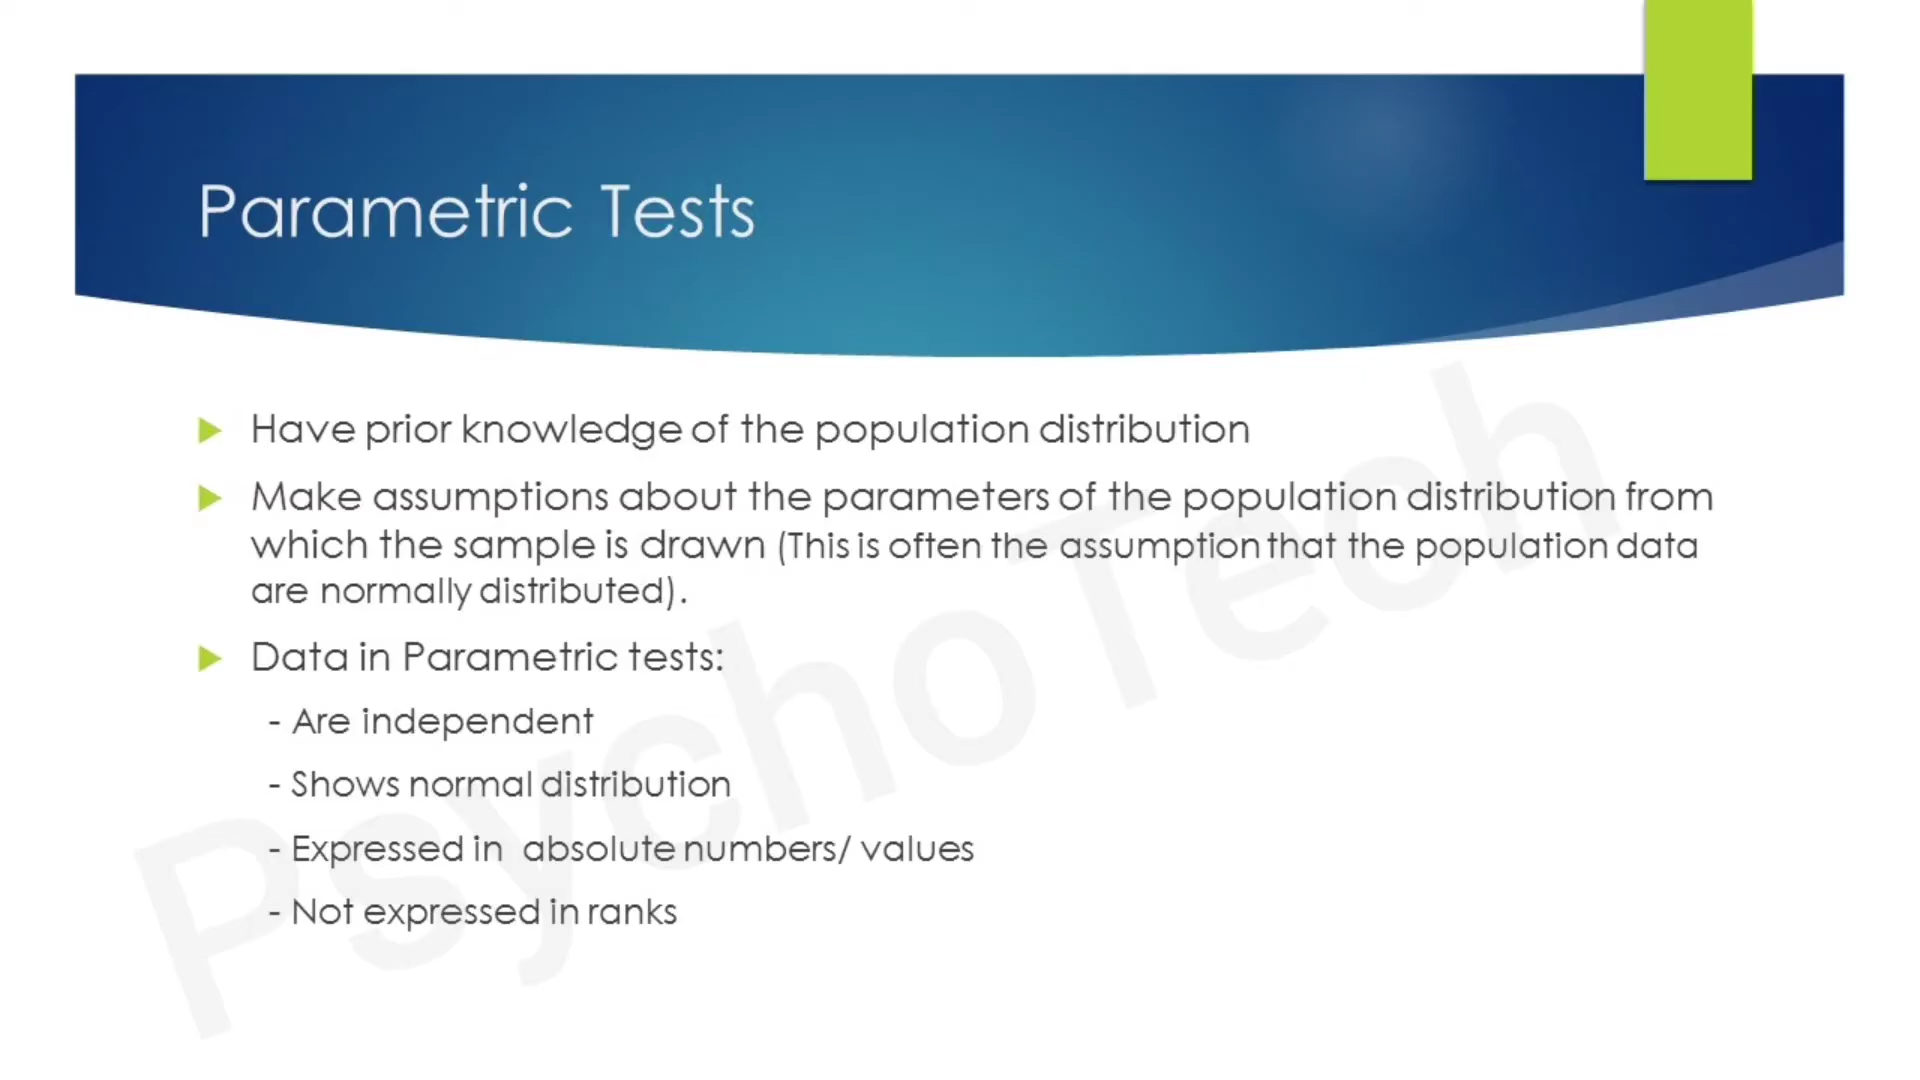 Parametric Tests
Have prior knowledge of the population distribution
Make assumptions about the parameters of the population distribution from
which the sample is drawn (This is often the assumption that the population data
are normally distributed).
Data in Parametric tests:
- Are independent
- Shows normal distribution
- Expressed in absolute numbers/ values
- Not expressed in ranks
PsychoTech